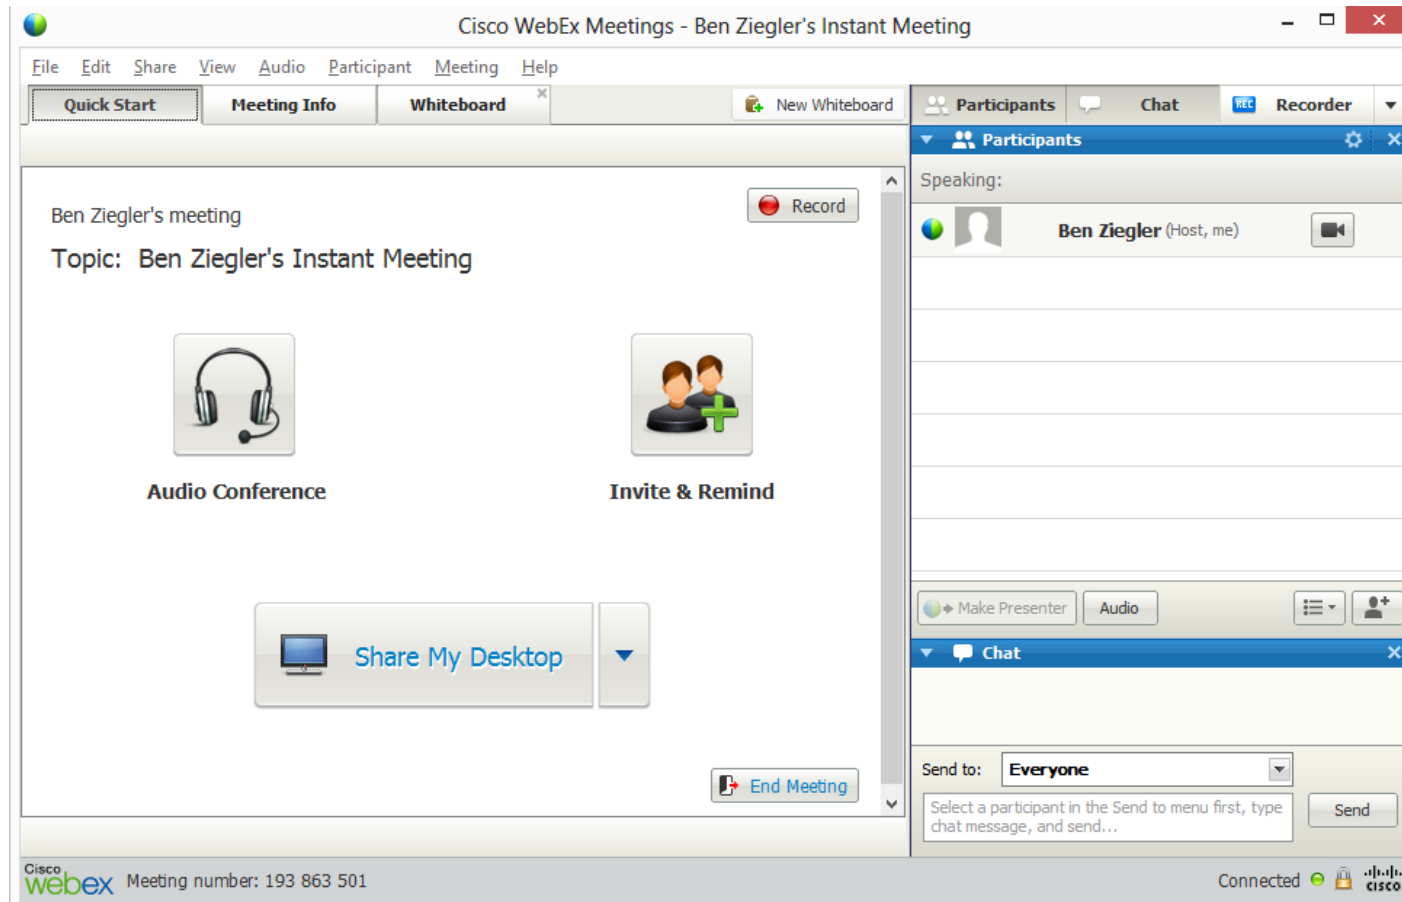 Cisco WebEx Meetings - Ben Ziegler's Instant Meeting
File Edit Share View Audio Participant Meeting Help
Quick Start Meeting Info Whiteboard New Whiteboard
Participants Chat REC Recorder
Participants
Speaking:
Ben Ziegler (Host, me)
Record
Ben Ziegler's meeting
Topic: Ben Ziegler's Instant Meeting
Audio Conference Invite & Remind
Share My Desktop
End Meeting
Make Presenter Audio
Chat
Send to: Everyone
Select a participant in the Send to menu first, type
chat message, and send...
Send
Cisco
webex Meeting number: 193 863 501
Connected
CISCO